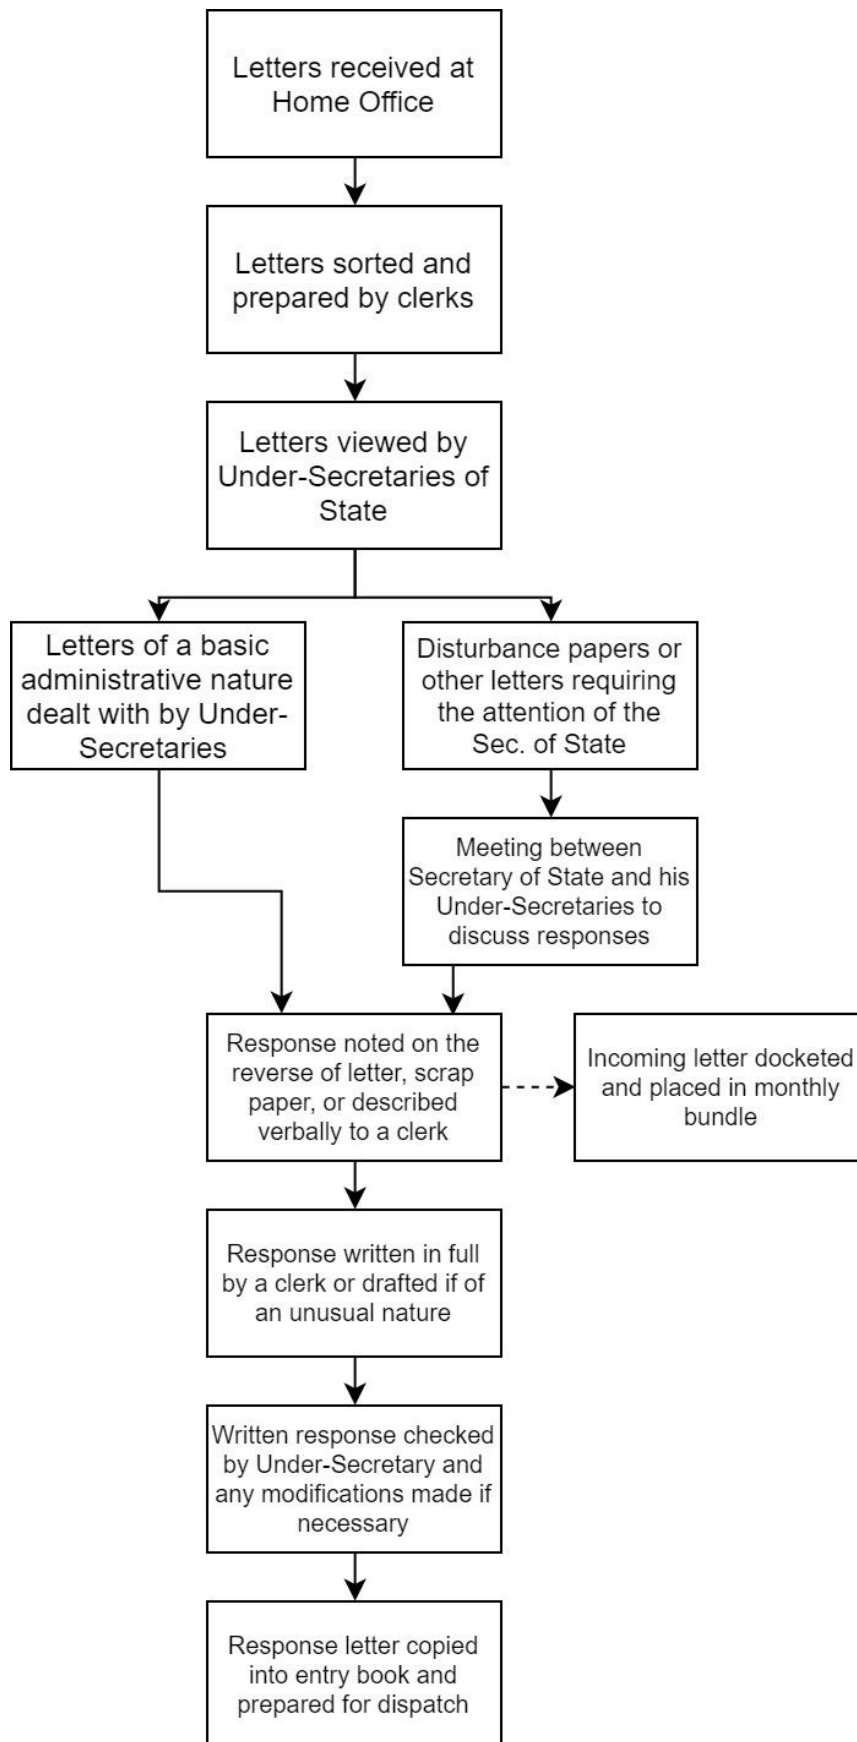 Letters received at
Home Office
Letters sorted and
prepared by clerks
Letters viewed by
Under-Secretaries of
State
Letters of a basic
administrative nature
dealt with by Under-
Secretaries
Disturbance papers or
other letters requiring
the attention of the
Sec. of State
Meeting between
Secretary of State and his
Under-Secretaries to
discuss responses
Response noted on the
reverse of letter, scrap
paper, or described
verbally to a clerk
Incoming letter docketed
and placed in monthly
bundle
Response written in full
by a clerk or drafted if of
an unusual nature
Written response checked
by Under-Secretary and
any modifications made if
necessary
Response letter copied
into entry book and
prepared for dispatch